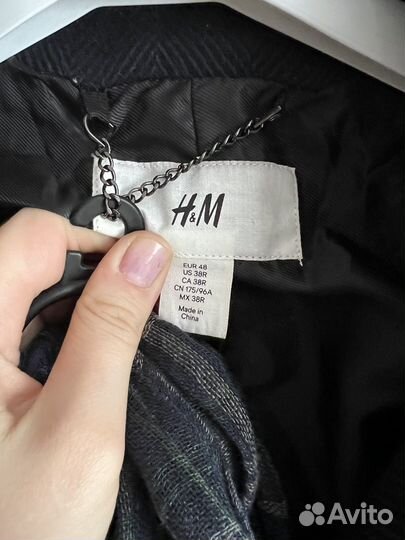 H&M
EUR 48
US 38R
CA 38R
CN 175/96A
MX 38R
Made in
China
Avito